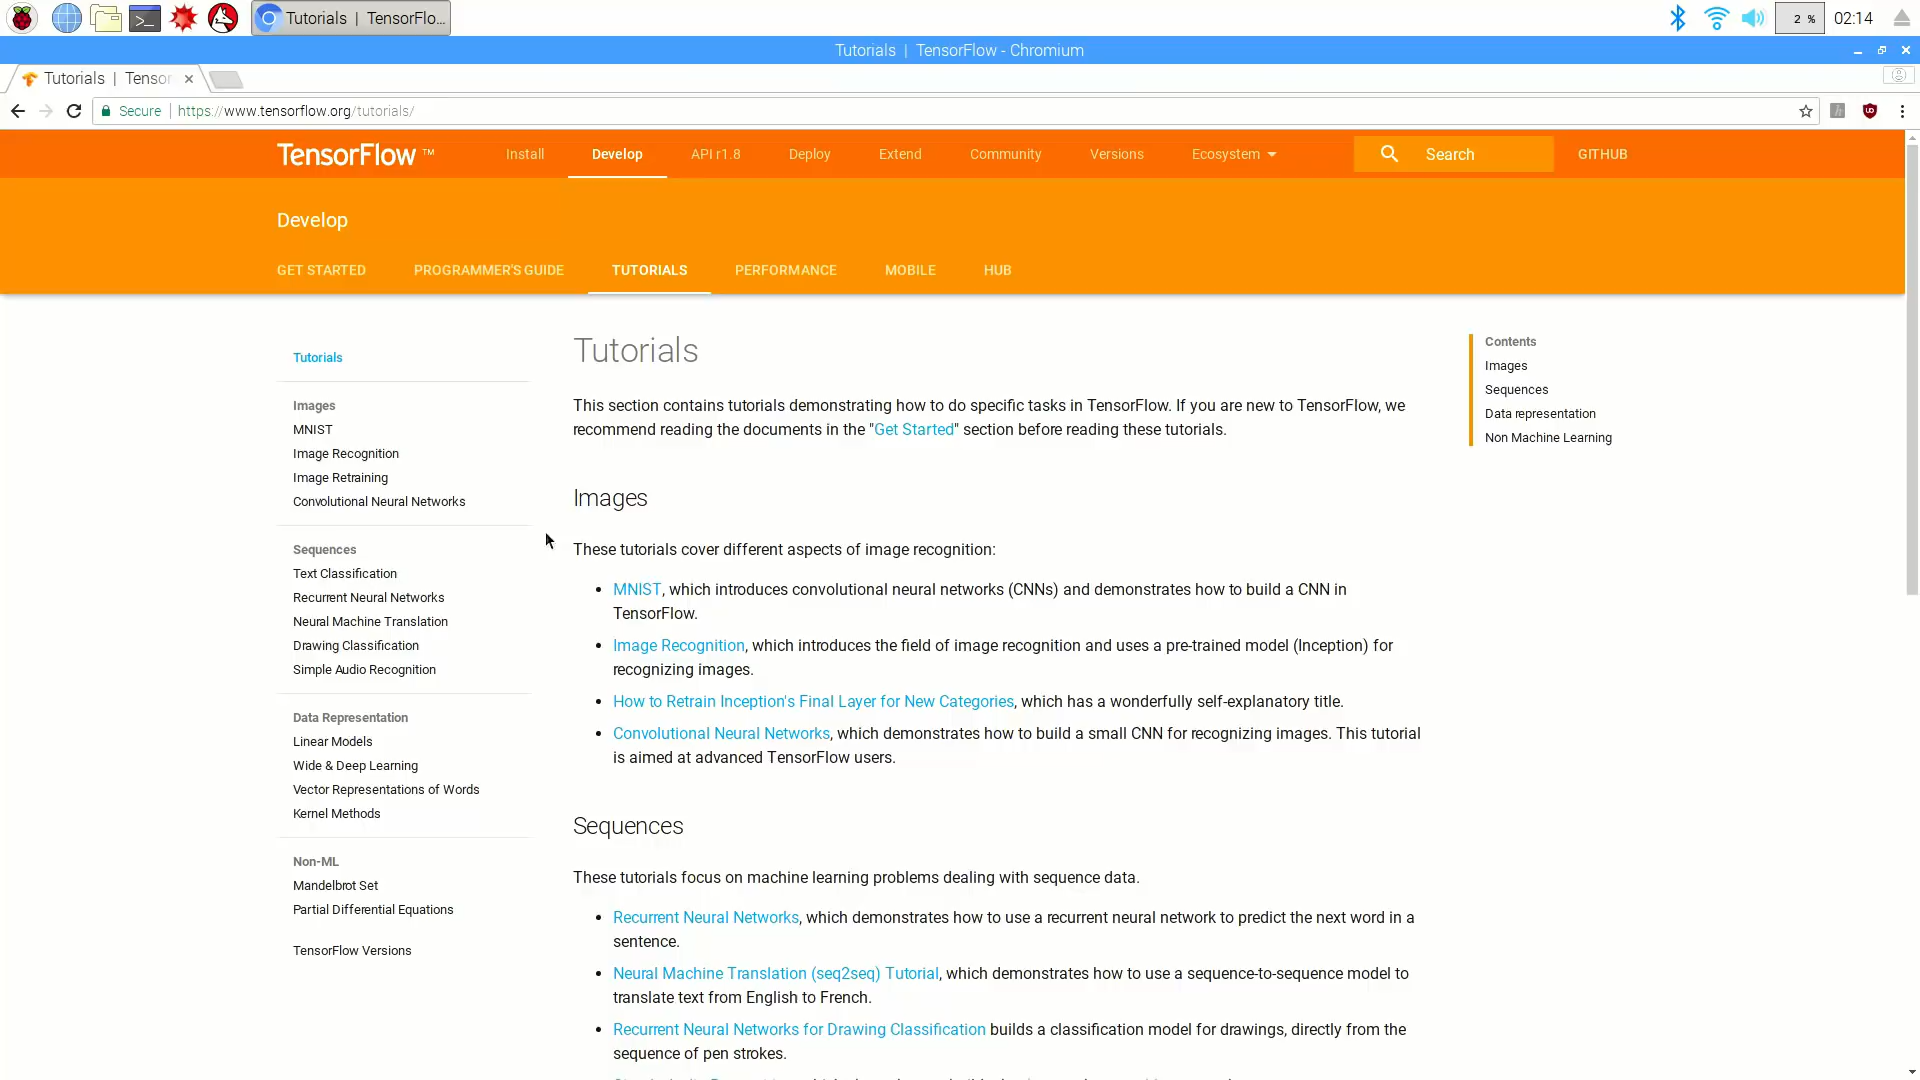 Tutorials | TensorFlo...
2 %
02:14
Tutorials | TensorFlow - Chromium
Tutorials | Tensor
Secure
https://www.tensorflow.org/tutorials/
TensorFlow ™
Install
Develop
API r1.8
Deploy
Extend
Community
Versions
Ecosystem
Search
GITHUB
Develop
GET STARTED
PROGRAMMER'S GUIDE
TUTORIALS
PERFORMANCE
MOBILE
HUB
Tutorials
Images
MNIST
Image Recognition
Image Retraining
Convolutional Neural Networks
Sequences
Text Classification
Recurrent Neural Networks
Neural Machine Translation
Drawing Classification
Simple Audio Recognition
Data Representation
Linear Models
Wide & Deep Learning
Vector Representations of Words
Kernel Methods
Non-ML
Mandelbrot Set
Partial Differential Equations
TensorFlow Versions
Tutorials
This section contains tutorials demonstrating how to do specific tasks in TensorFlow. If you are new to TensorFlow, we
recommend reading the documents in the "Get Started" section before reading these tutorials.
Images
These tutorials cover different aspects of image recognition:
• MNIST, which introduces convolutional neural networks (CNNs) and demonstrates how to build a CNN in
TensorFlow.
• Image Recognition, which introduces the field of image recognition and uses a pre-trained model (Inception) for
recognizing images.
• How to Retrain Inception's Final Layer for New Categories, which has a wonderfully self-explanatory title.
• Convolutional Neural Networks, which demonstrates how to build a small CNN for recognizing images. This tutorial
is aimed at advanced TensorFlow users.
Sequences
These tutorials focus on machine learning problems dealing with sequence data.
• Recurrent Neural Networks, which demonstrates how to use a recurrent neural network to predict the next word in a
sentence.
• Neural Machine Translation (seq2seq) Tutorial, which demonstrates how to use a sequence-to-sequence model to
translate text from English to French.
• Recurrent Neural Networks for Drawing Classification builds a classification model for drawings, directly from the
sequence of pen strokes.
Contents
Images
Sequences
Data representation
Non Machine Learning